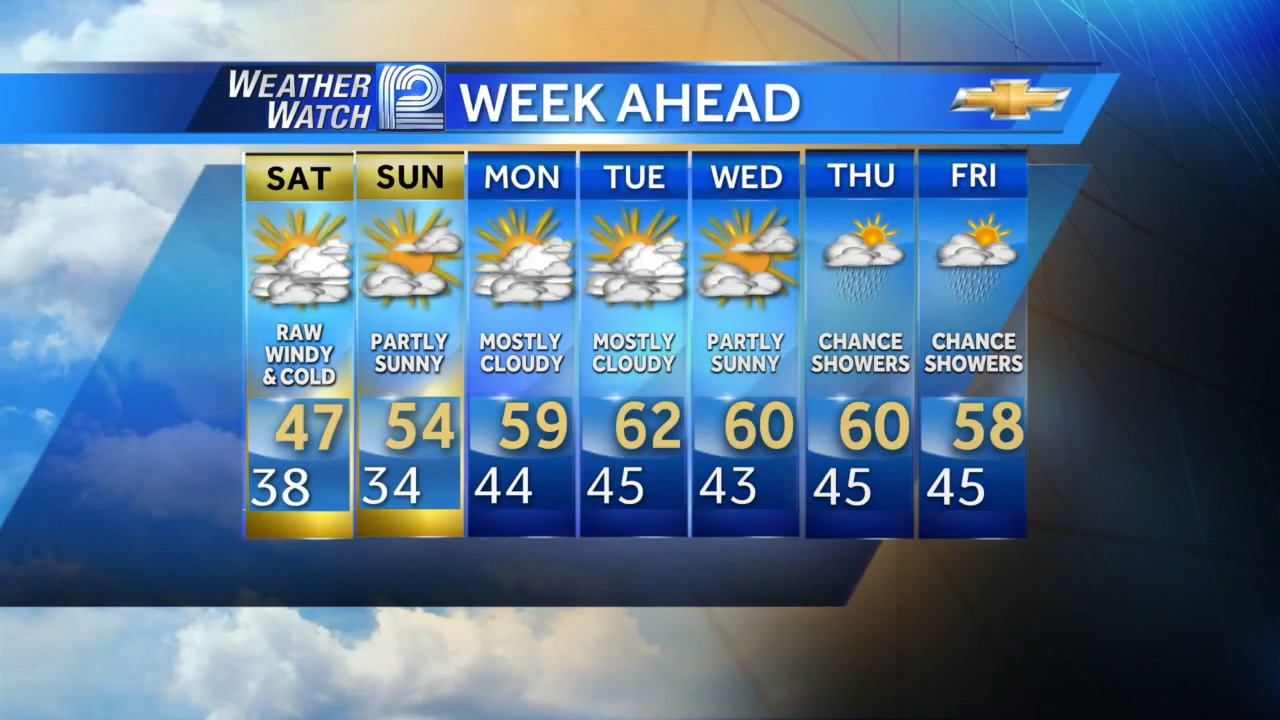 WEATHER
WATCH
12
WEEK AHEAD
SAT
SUN
MON
TUE
WED
THU
FRI
RAW
WINDY
& COLD
PARTLY
SUNNY
MOSTLY
CLOUDY
MOSTLY
CLOUDY
PARTLY
SUNNY
CHANCE
SHOWERS
CHANCE
SHOWERS
47
54
59
62
60
60
58
38
34
44
45
43
45
45